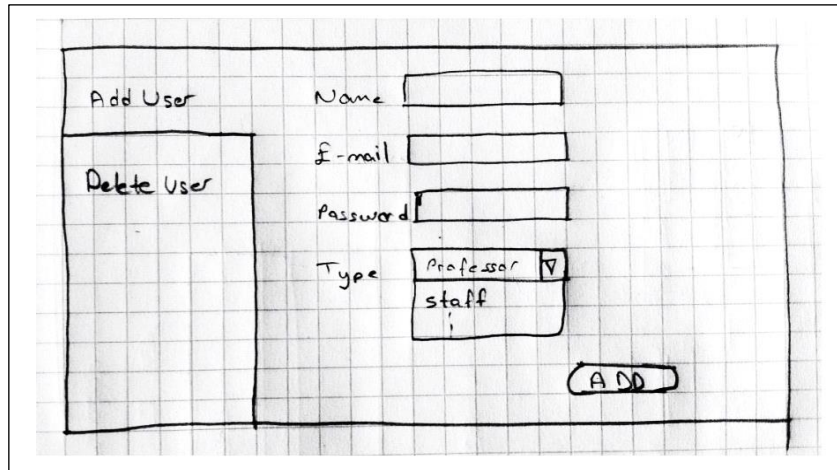 Add User
Delete User
Name
E-mail
Password
Type
Professor
staff
ADD